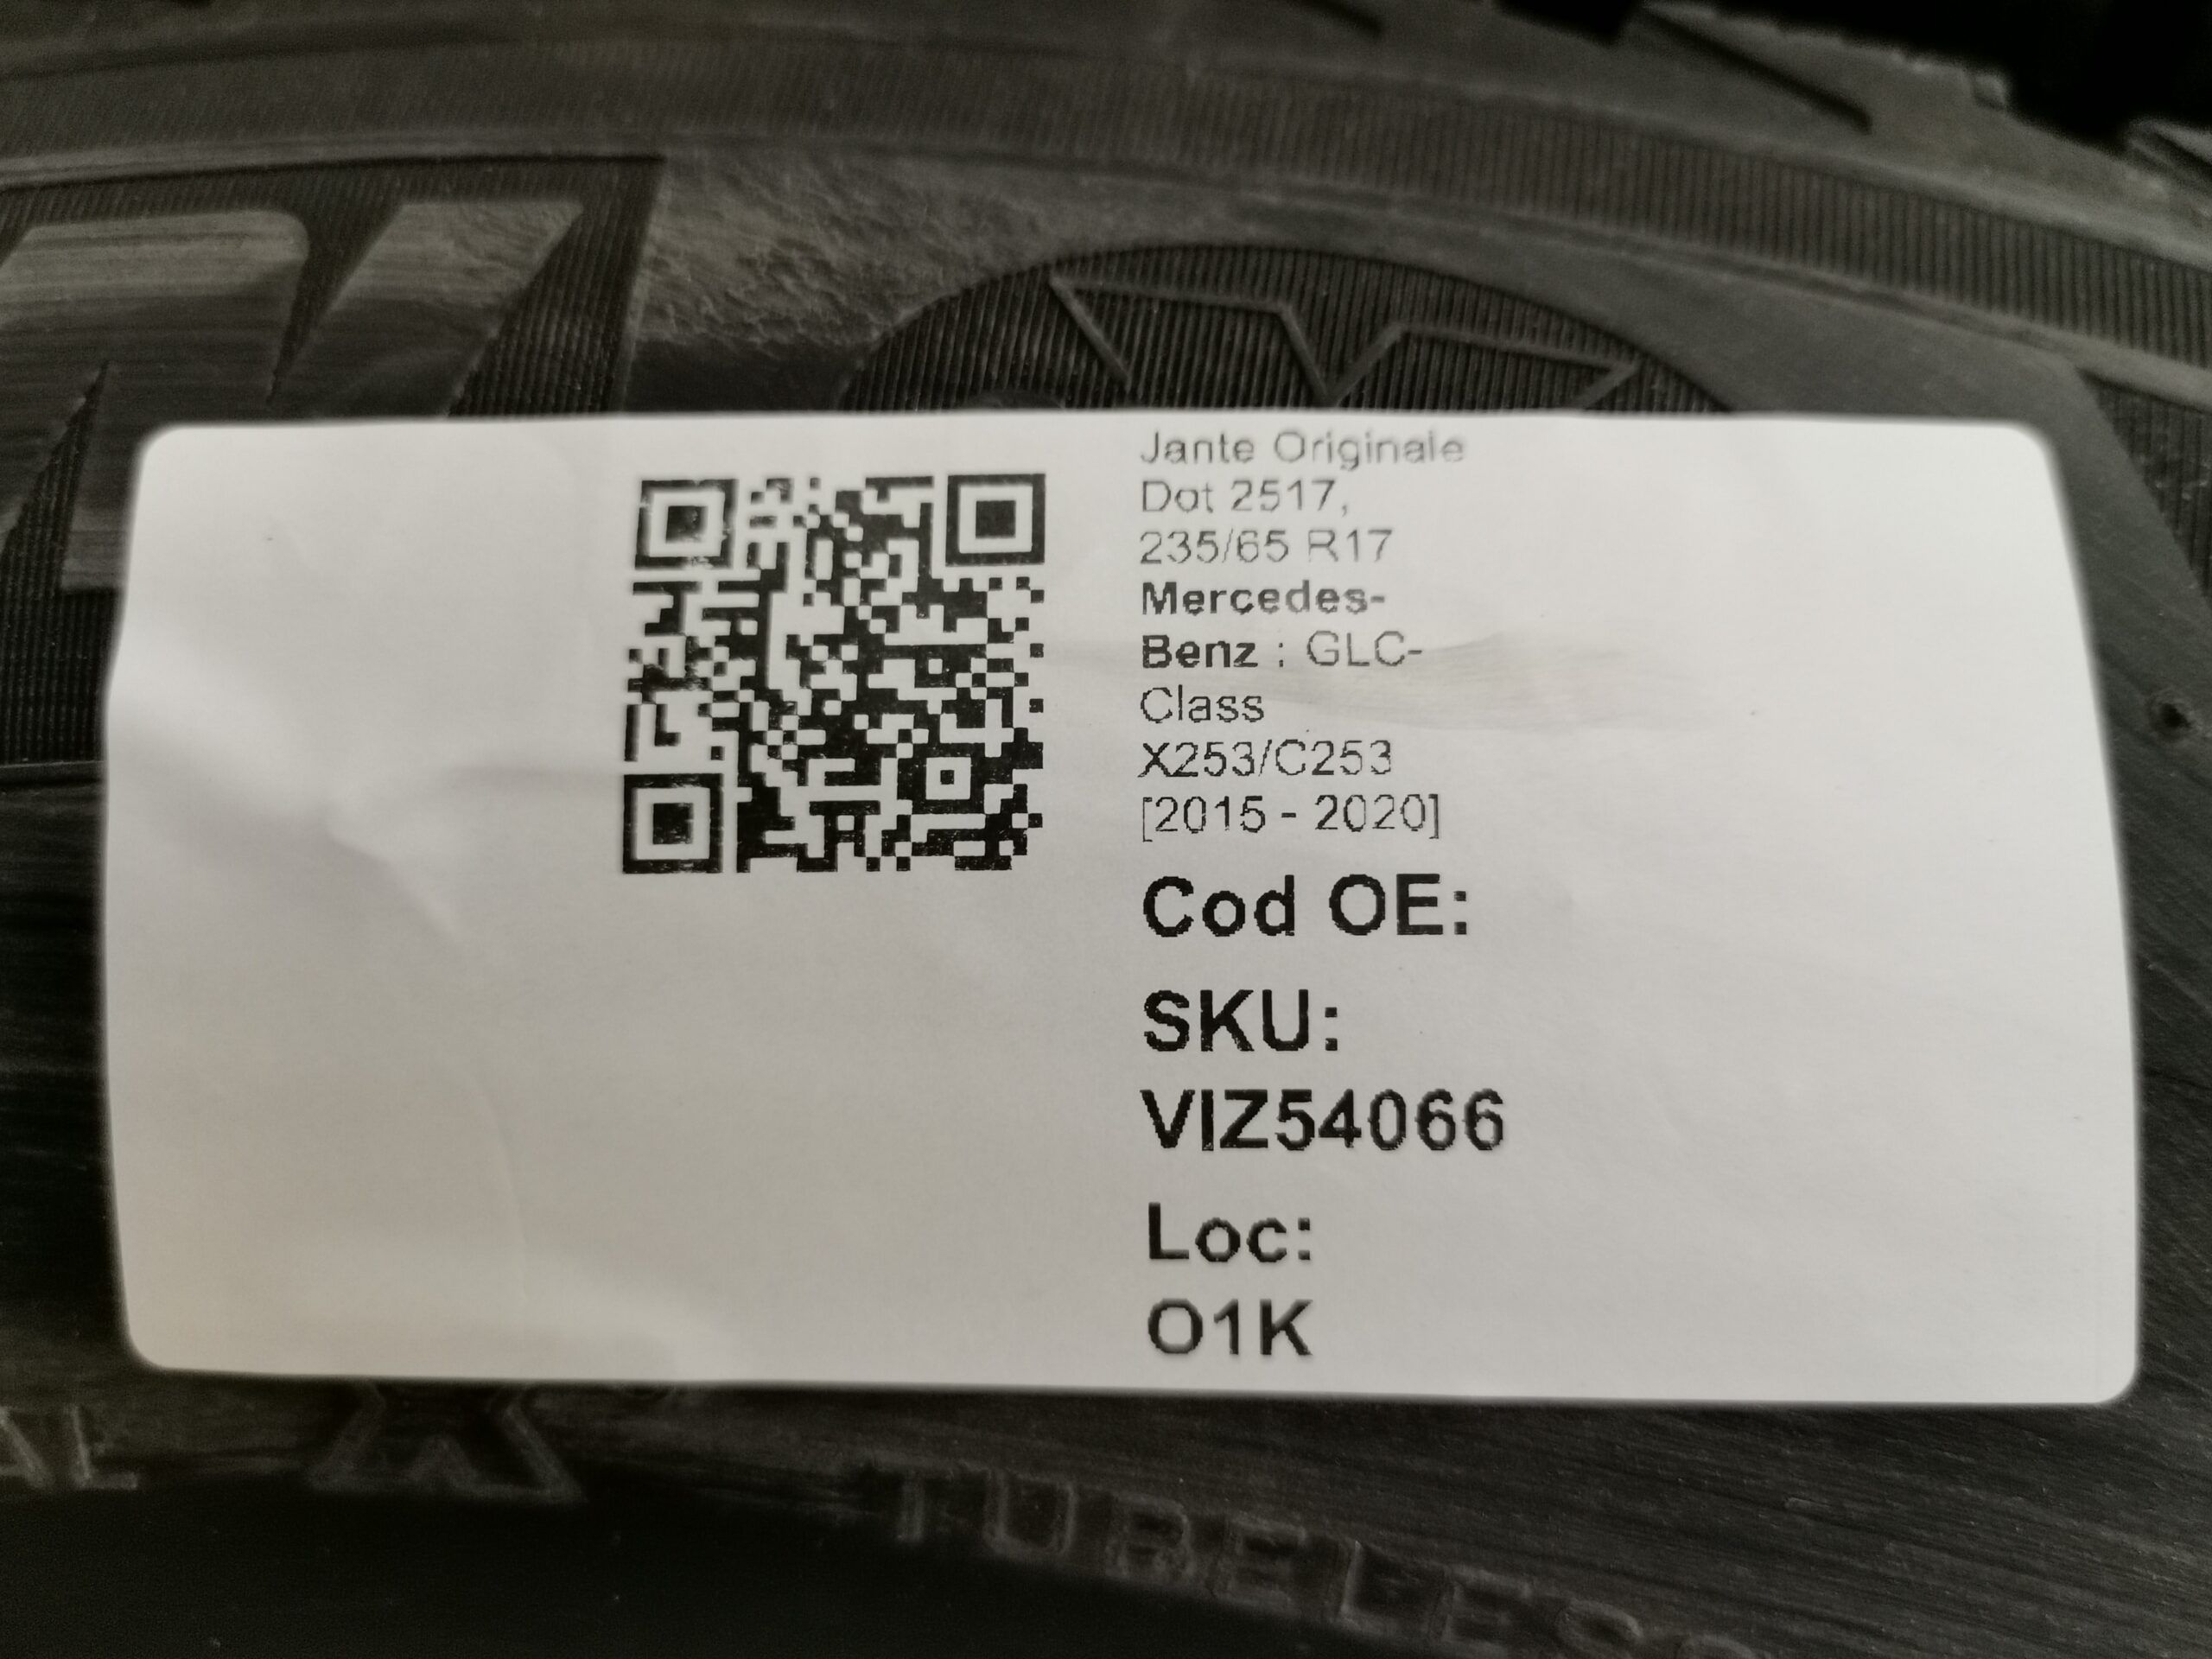 Jante Originale
Dot 2517,
235/65 R17
Mercedes-
Benz : GLC-
Class
X253/C253
[2015 - 2020]
Cod OE:
SKU:
VIZ54066
Loc:
O1K